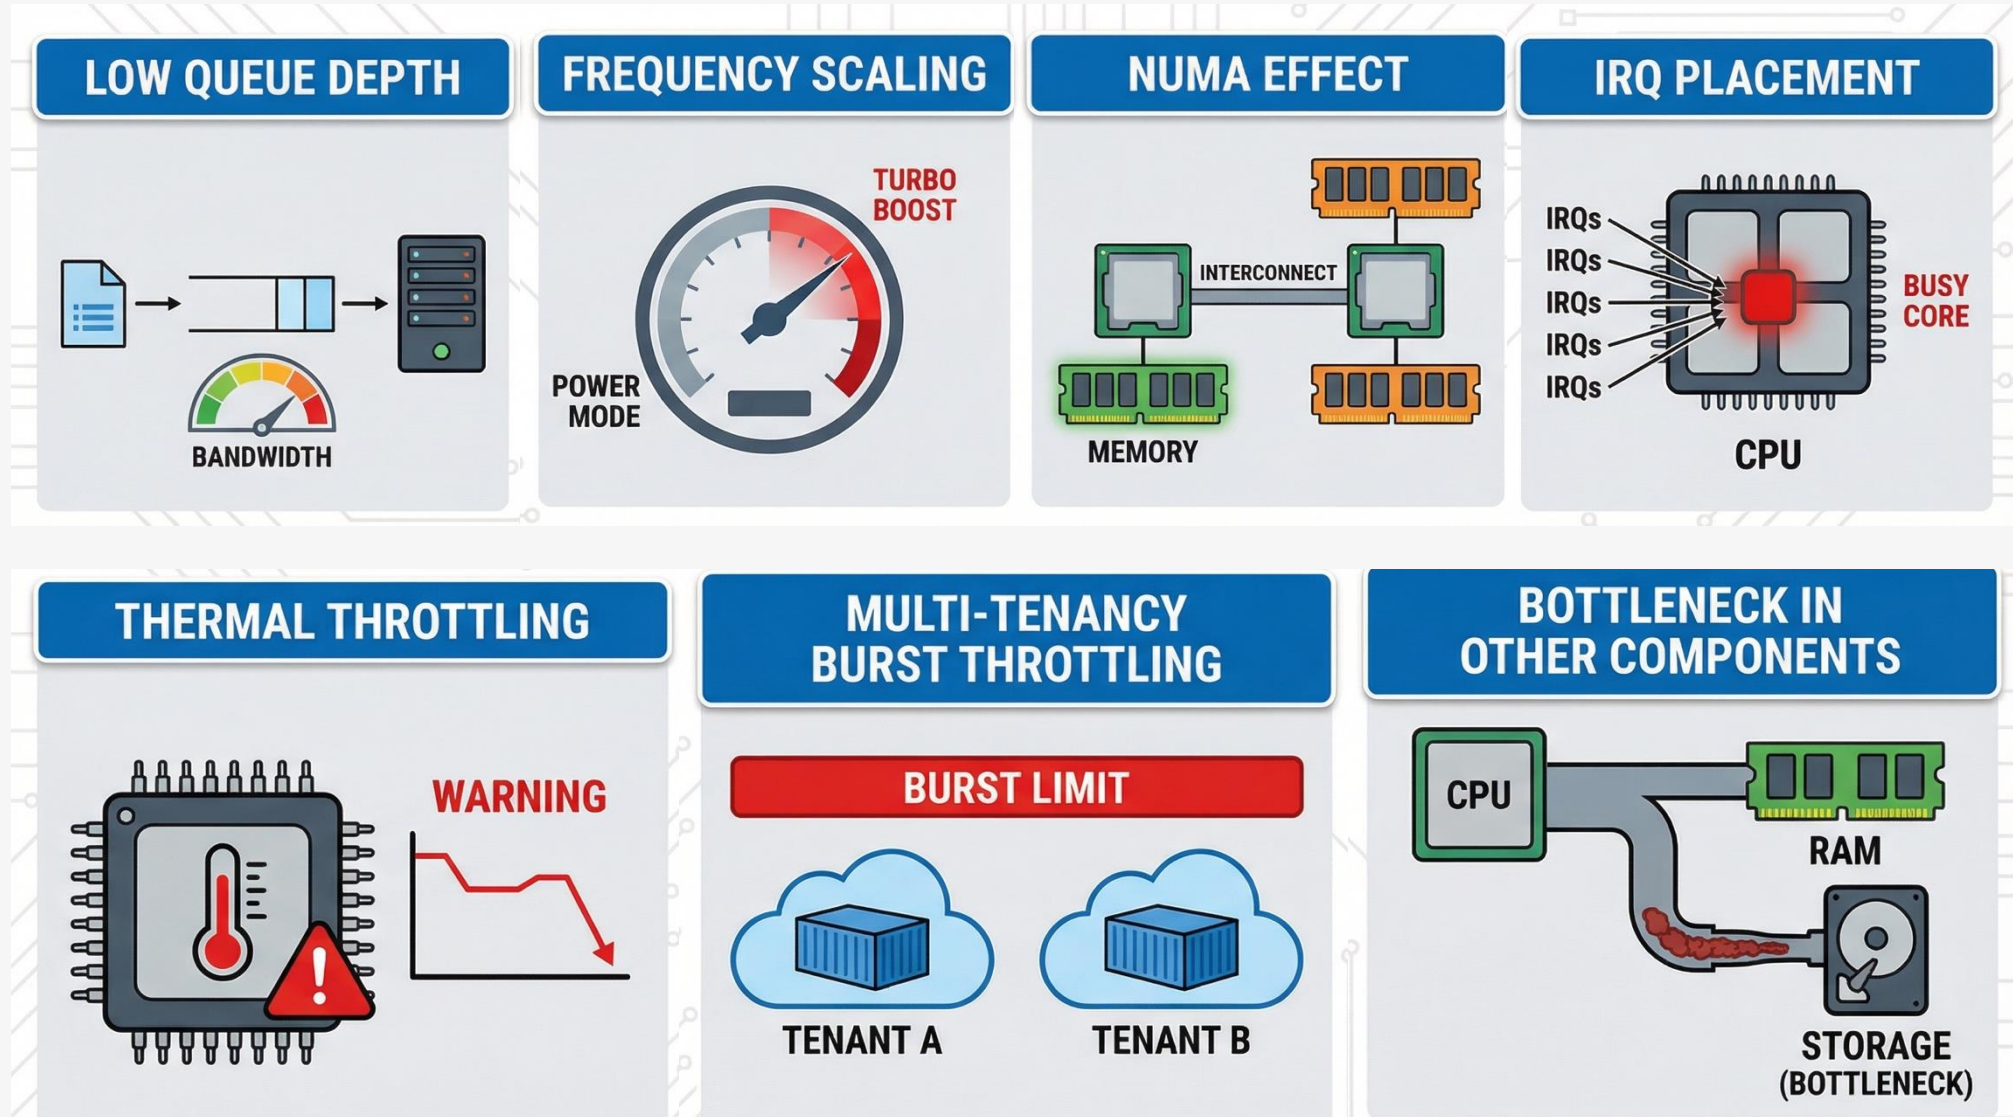 LOW QUEUE DEPTH
BANDWIDTH
FREQUENCY SCALING
TURBO
BOOST
POWER
MODE
NUMA EFFECT
INTERCONNECT
MEMORY
IRQ PLACEMENT
IRQs
IRQs
IRQs
IRQs
IRQs
BUSY
CORE
CPU
THERMAL THROTTLING
WARNING
MULTI-TENANCY
BURST THROTTLING
BURST LIMIT
TENANT A
TENANT B
BOTTLENECK IN
OTHER COMPONENTS
CPU
RAM
STORAGE
(BOTTLENECK)